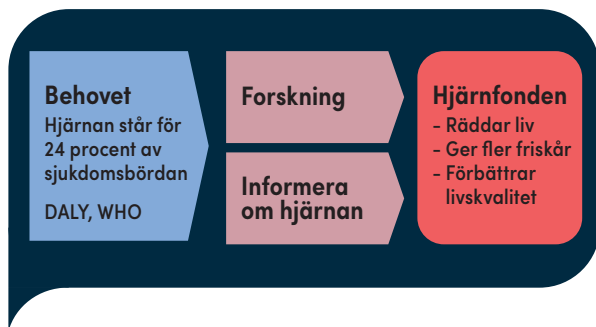 Behovet
Hjärnan står för
24 procent av
sjukdomsbördan
DALY, WHO
Forskning
Informera
om hjärnan
Hjärnfonden
- Räddar liv
- Ger fler friskår
- Förbättrar
livskvalitet